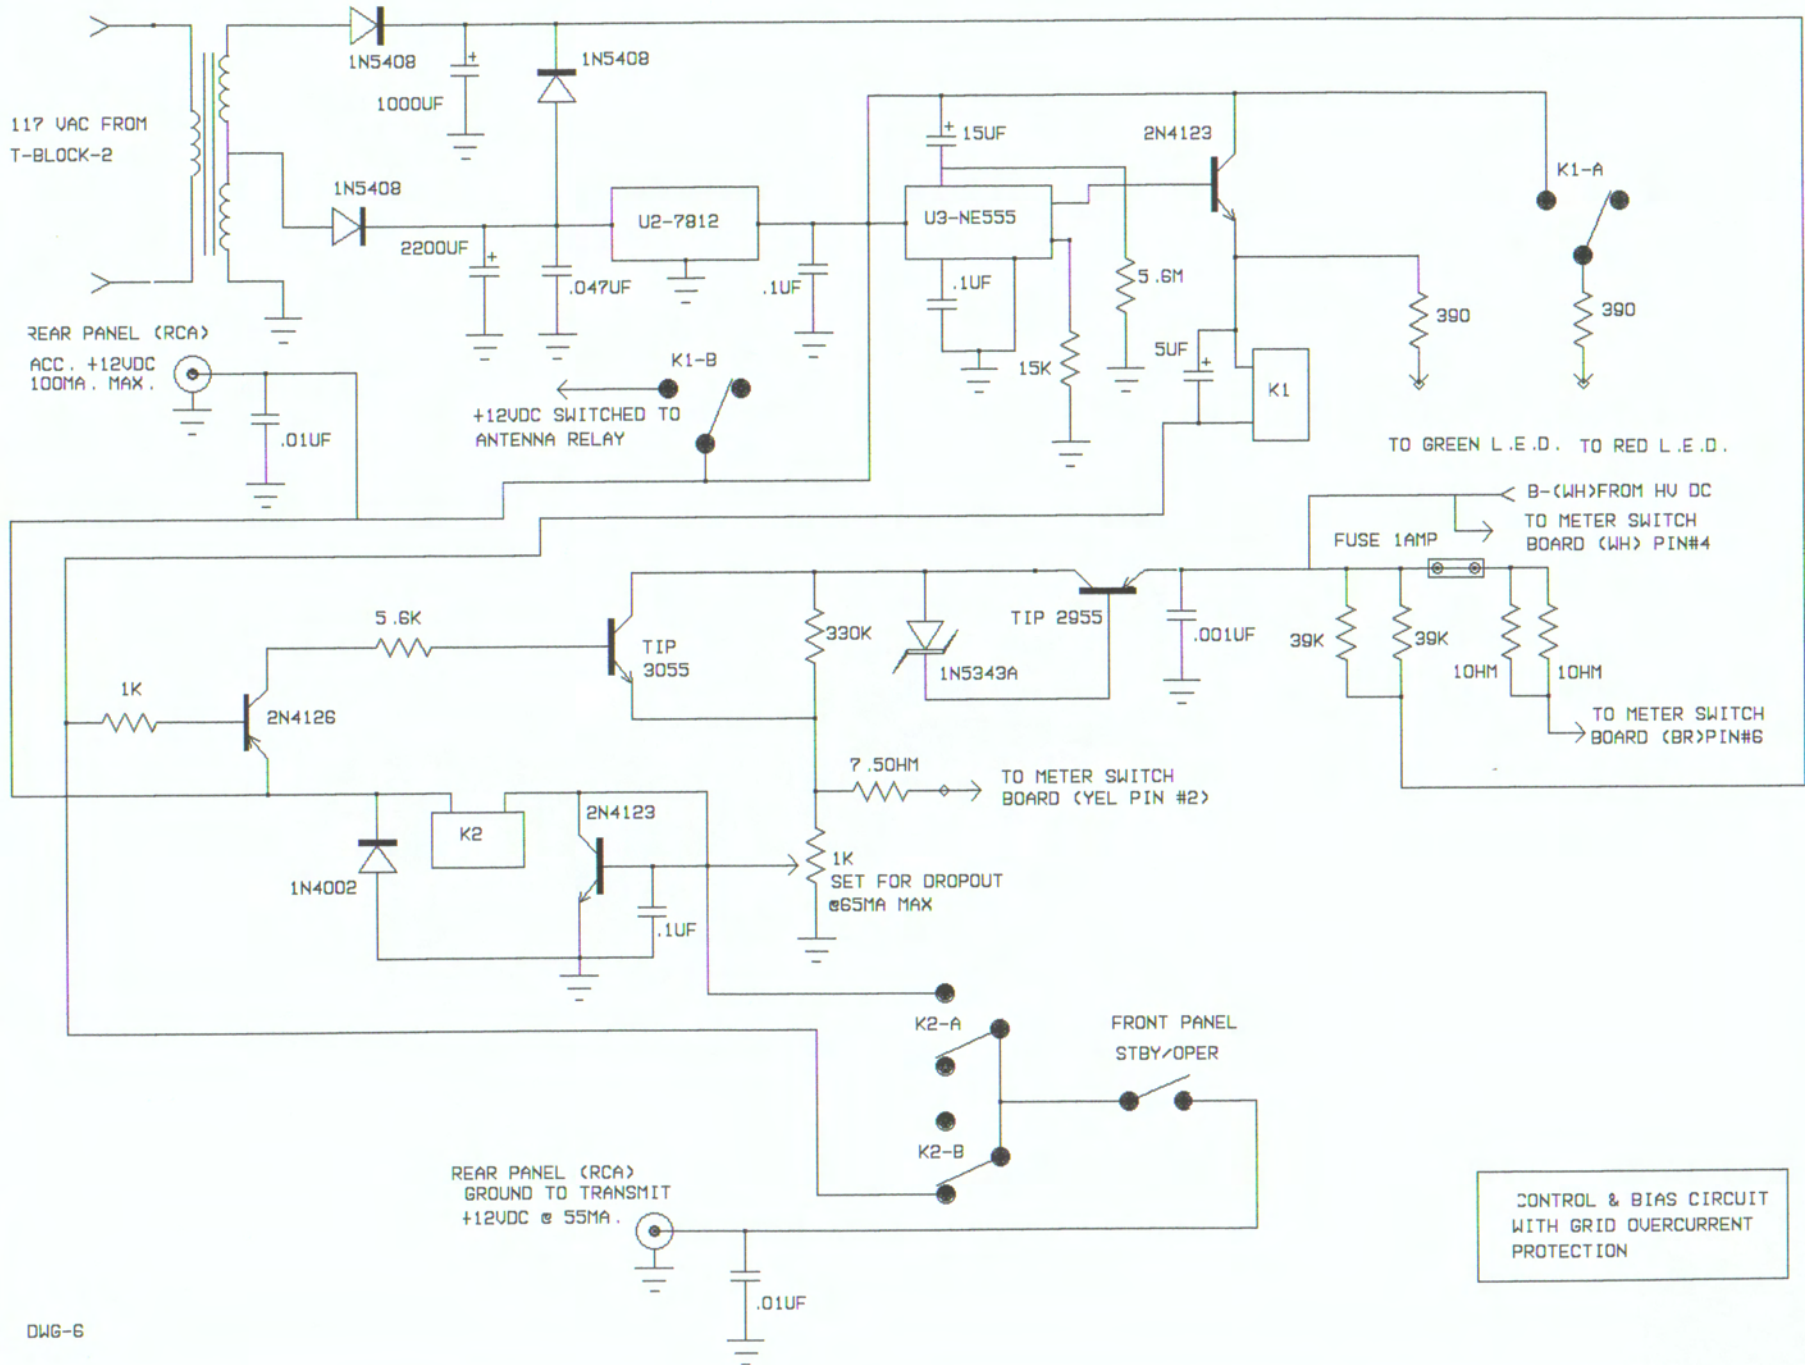 1N5408
1N5408
1000UF
117 VAC FROM
T-BLOCK-2
15UF
2N4123
K1-A
1N5408
U2-7812
U3-NE555
2200UF
.047UF
.1UF
.1UF
5.6M
390
390
REAR PANEL (RCA)
ACC. +12VDC
100MA. MAX.
K1-B
15K
5UF
K1
+12VDC SWITCHED TO
ANTENNA RELAY
.01UF
TO GREEN L.E.D.
TO RED L.E.D.
B-(WH)FROM HV DC
TO METER SWITCH
BOARD (WH) PIN#4
FUSE 1AMP
5.6K
TIP
3055
330K
TIP 2955
.001UF
39K
39K
1N5343A
1OHM
1OHM
1K
2N4126
TO METER SWITCH
BOARD (BR)PIN#6
7.5OHM
TO METER SWITCH
BOARD (YEL PIN #2)
2N4123
K2
1K
SET FOR DROPOUT
@65MA MAX
1N4002
.1UF
K2-A
FRONT PANEL
STBY/OPER
K2-B
REAR PANEL (RCA)
GROUND TO TRANSMIT
+12VDC @ 55MA.
CONTROL & BIAS CIRCUIT
WITH GRID OVERCURRENT
PROTECTION
.01UF
DWG-6